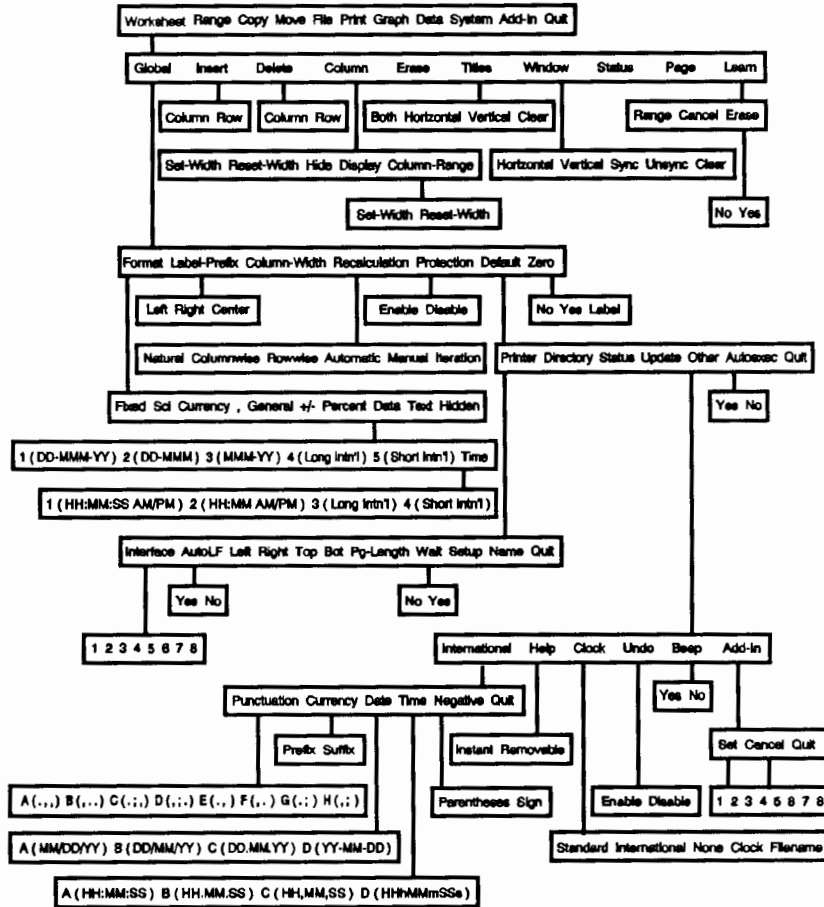 Worksheet Range Copy Move File Print Graph Data System Add-In Quit
Global Insert Delete Column Erase Titles Window Status Page Learn
Column Row
Column Row
Both Horizontal Vertical Clear
Range Cancel Erase
Set-Width Reset-Width Hide Display Column-Range
Horizontal Vertical Sync Unsync Clear
Set-Width Reset-Width
No Yes
Format Label-Prefix Column-Width Recalculation Protection Default Zero
Left Right Center
Enable Disable
No Yes Label
Natural Columnwise Rowwise Automatic Manual Iteration
Printer Directory Status Update Other Autoexec Quit
Fixed Sci Currency , General +/- Percent Data Text Hidden
Yes No
1 (DD-MMM-YY) 2 (DD-MMM) 3 (MMM-YY) 4 (Long Intn'l) 5 (Short Intn'l) Time
1 (HH:MM:SS AM/PM) 2 (HH:MM AM/PM) 3 (Long Intn'l) 4 (Short Intn'l)
Interface AutoLF Left Right Top Bot Pg-Length Wait Setup Name Quit
Yes No
No Yes
1 2 3 4 5 6 7 8
International Help Clock Undo Beep Add-In
Punctuation Currency Date Time Negative Quit
Yes No
Prefix Suffix
Instant Removable
Set Cancel Quit
A(.,,) B(,..) C(.;,) D(,;.) E(.,) F(,.) G(.;) H(,;)
Parentheses Sign
Enable Disable
1 2 3 4 5 6 7 8
A (MM/DD/YY) B (DD/MM/YY) C (DD.MM.YY) D (YY-MM-DD)
Standard International None Clock Filename
A (HH:MM:SS) B (HH.MM.SS) C (HH,MM,SS) D (HHhMMmSSs)